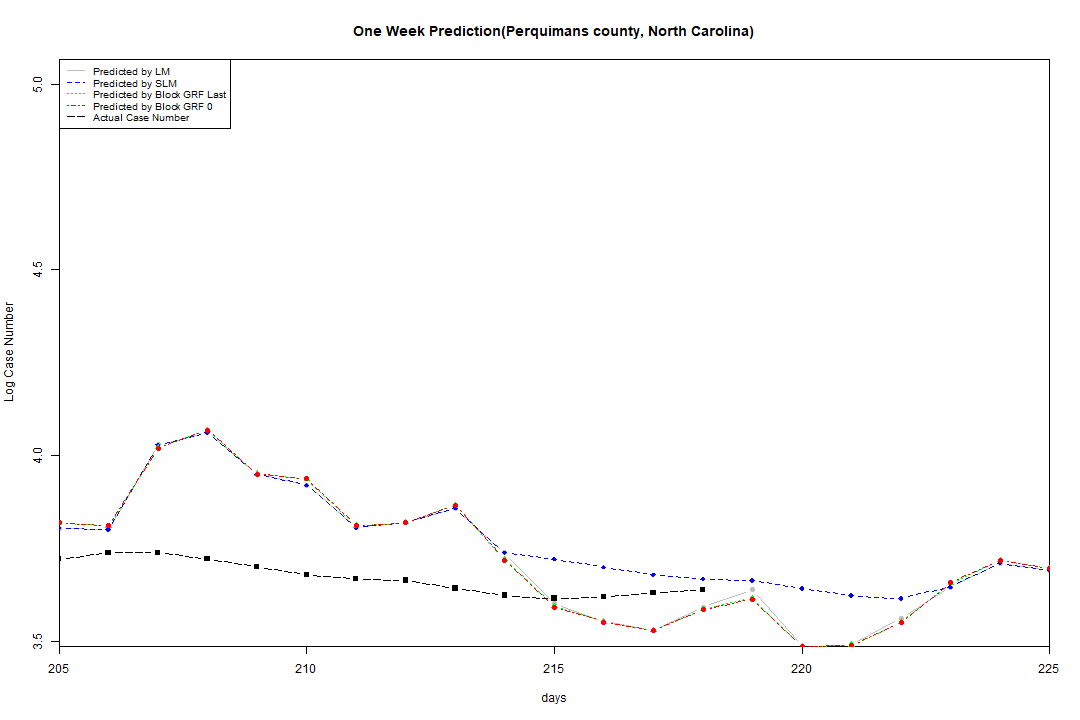 One Week Prediction(Perquimans county, North Carolina)
Predicted by LM
Predicted by SLM
Predicted by Block GRF Last
Predicted by Block GRF 0
Actual Case Number
5.0
4.5
4.0
3.5
Log Case Number
205 210 215 220 225
days